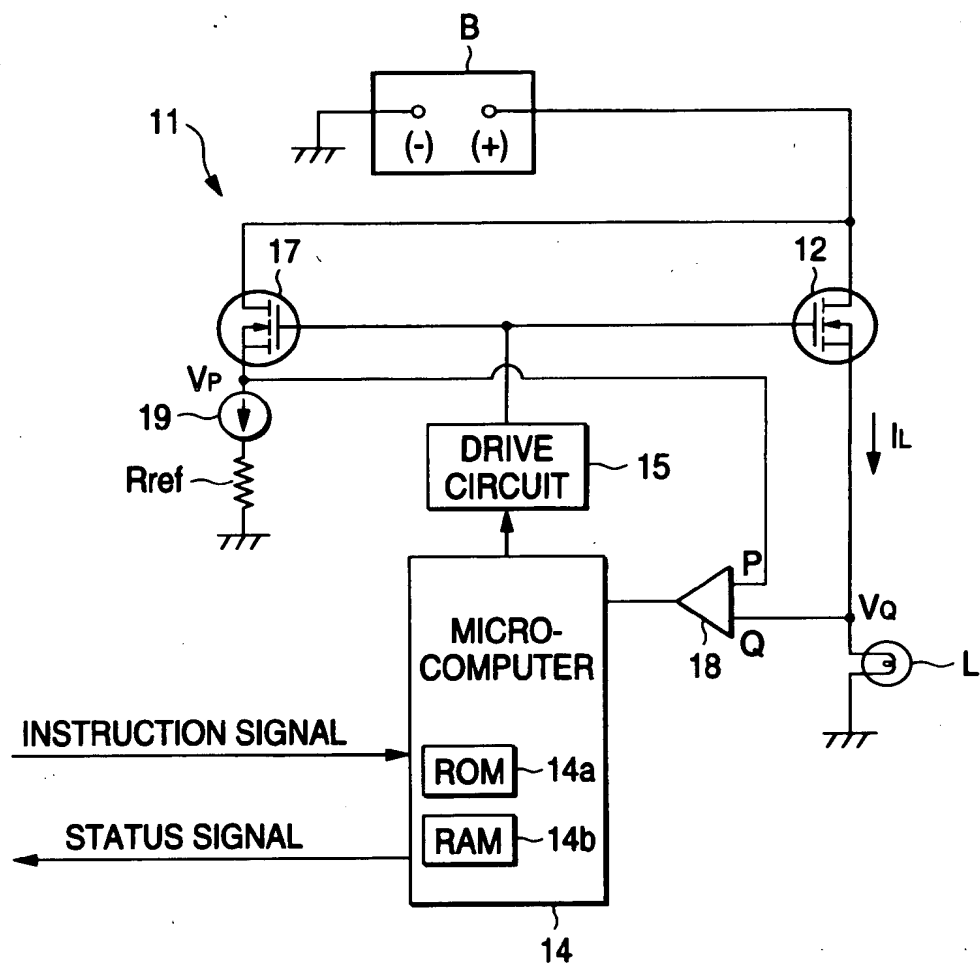 B
(-) (+)
11
17
12
VP
19
Rref
DRIVE
CIRCUIT
15
IL
P
Q
18
VQ
L
MICRO-
COMPUTER
INSTRUCTION SIGNAL
ROM
14a
STATUS SIGNAL
RAM
14b
14